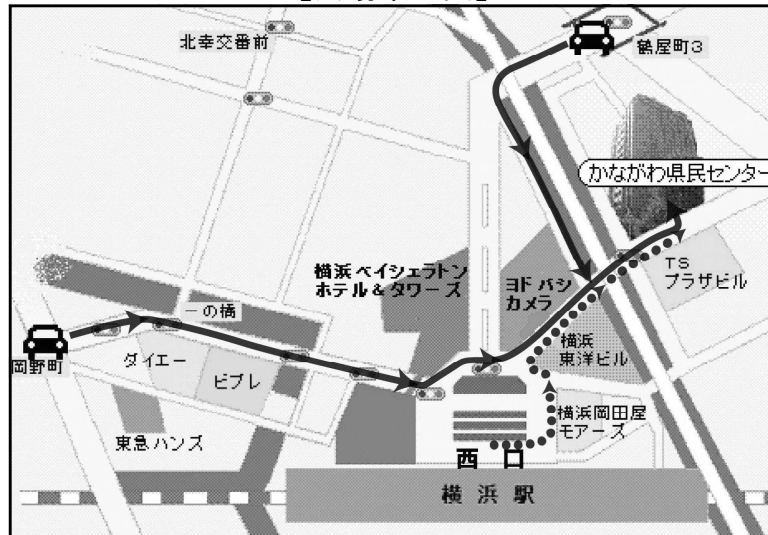 北幸交番前
鶴屋町3
かながわ県民センター
横浜ベイシェラトン
ホテル&タワーズ
ヨドバシ
カメラ
TS
プラザビル
一の橋
岡野町
ダイエー
ビブレ
横浜
東洋ビル
横浜岡田屋
モアーズ
東急ハンズ
西口
横浜駅